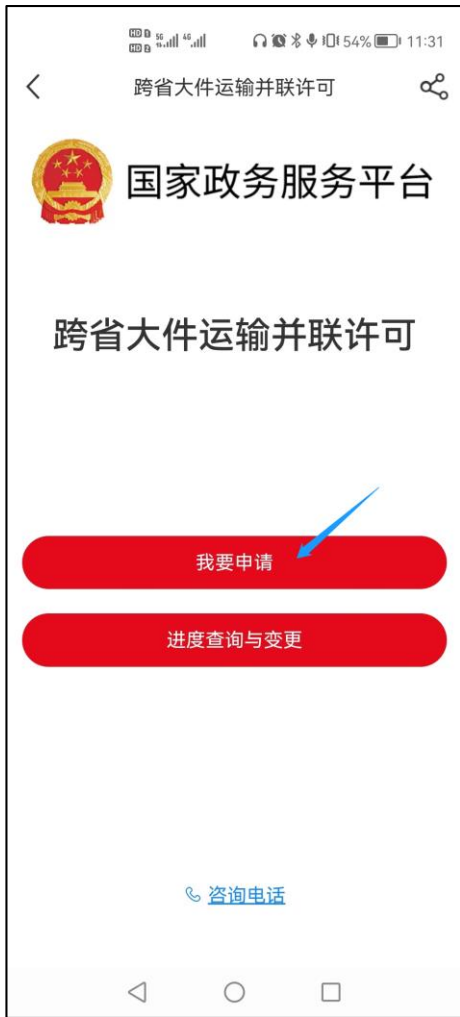 54% 11:31
跨省大件运输并联许可
国家政务服务平台
跨省大件运输并联许可
我要申请
进度查询与变更
咨询电话